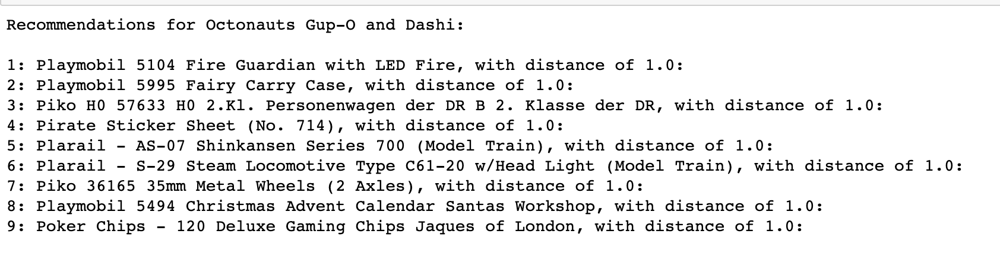 Recommendations for Octonauts Gup-O and Dashi:
1: Playmobil 5104 Fire Guardian with LED Fire, with distance of 1.0:
2: Playmobil 5995 Fairy Carry Case, with distance of 1.0:
3: Piko H0 57633 H0 2.Kl. Personenwagen der DR B 2. Klasse der DR, with distance of 1.0:
4: Pirate Sticker Sheet (No. 714), with distance of 1.0:
5: Plarail - AS-07 Shinkansen Series 700 (Model Train), with distance of 1.0:
6: Plarail - S-29 Steam Locomotive Type C61-20 w/Head Light (Model Train), with distance of 1.0:
7: Piko 36165 35mm Metal Wheels (2 Axles), with distance of 1.0:
8: Playmobil 5494 Christmas Advent Calendar Santas Workshop, with distance of 1.0:
9: Poker Chips - 120 Deluxe Gaming Chips Jaques of London, with distance of 1.0: